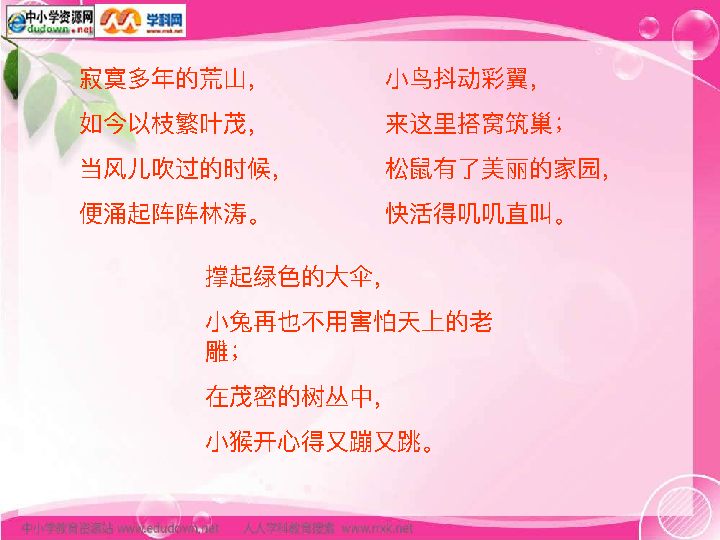 中小学资源网
edudown.net
学科网
www.nxk.net
寂寞多年的荒山，
如今以枝繁叶茂，
当风儿吹过的时候，
便涌起阵阵林涛。
小鸟抖动彩翼，
来这里搭窝筑巢；
松鼠有了美丽的家园，
快活得叽叽直叫。
撑起绿色的大伞，
小兔再也不用害怕天上的老
雕；
在茂密的树丛中，
小猴开心得又蹦又跳。
中小学教育资源站 www.edudown.net 人人学科教育搜索 www.rrxk.net